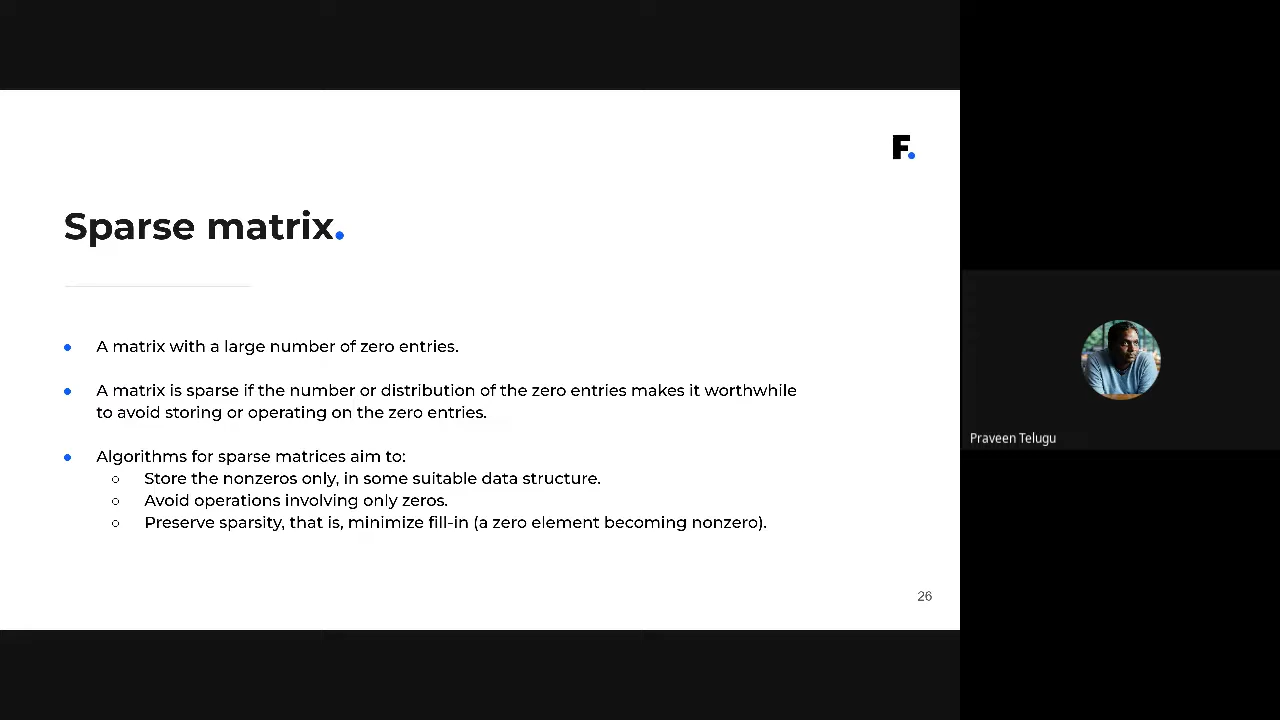 F.
Sparse matrix.
A matrix with a large number of zero entries.
A matrix is sparse if the number or distribution of the zero entries makes it worthwhile
to avoid storing or operating on the zero entries.
Algorithms for sparse matrices aim to:
Store the nonzeros only, in some suitable data structure.
Avoid operations involving only zeros.
Preserve sparsity, that is, minimize fill-in (a zero element becoming nonzero).
26
Praveen Telugu